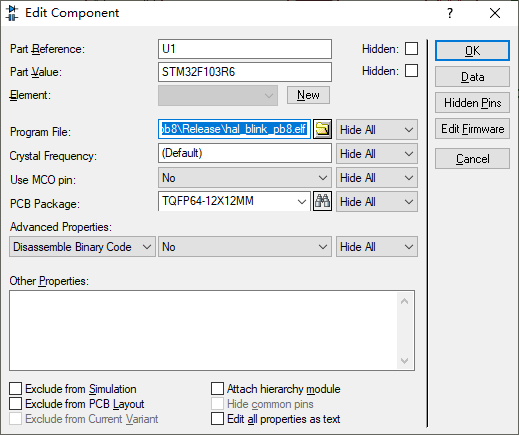 Edit Component
Part Reference: U1 Hidden: OK
Part Value: STM32F103R6 Hidden: Data
Element: New Hidden Pins
Program File: pb8\Release\hal_blink_pb8.elf Hide All Edit Firmware
Crystal Frequency: (Default) Hide All Cancel
Use MCO pin: No Hide All
PCB Package: TQFP64-12X12MM Hide All
Advanced Properties:
Disassemble Binary Code No Hide All
Other Properties:
Exclude from Simulation Attach hierarchy module
Exclude from PCB Layout Hide common pins
Exclude from Current Variant Edit all properties as text